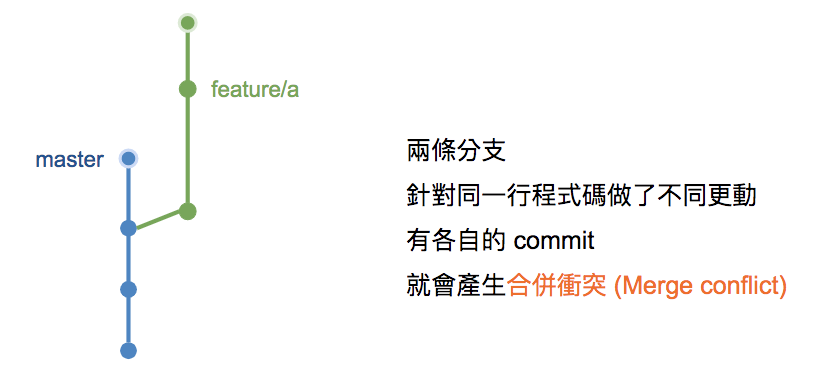 feature/a
master
兩條分支
針對同一行程式碼做了不同更動
有各自的 commit
就會產生合併衝突 (Merge conflict)